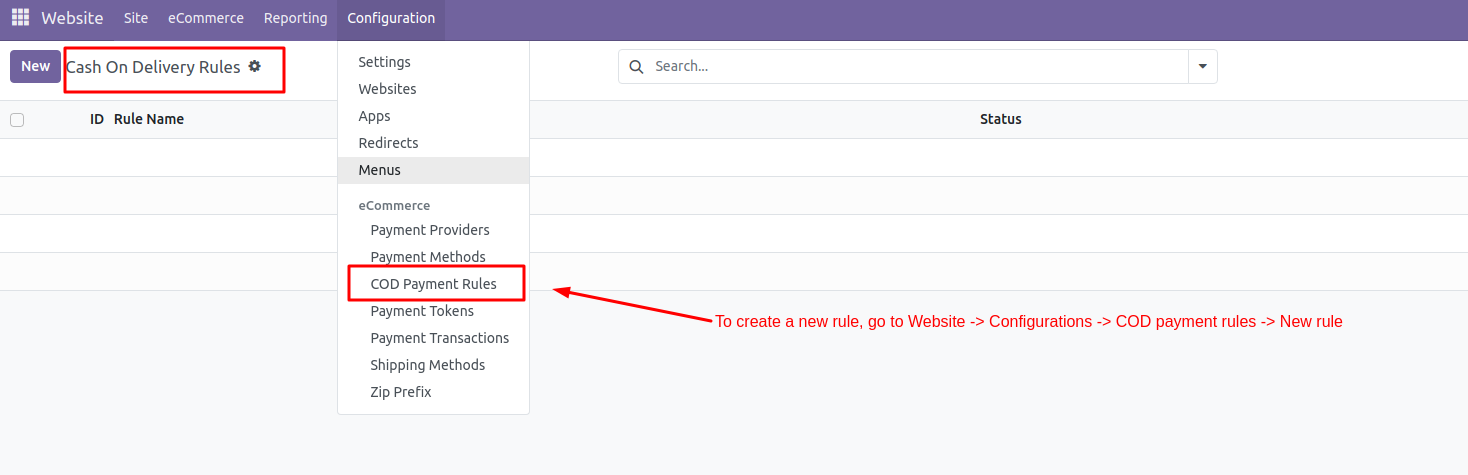 Website Site eCommerce Reporting Configuration
New Cash On Delivery Rules Search...
ID Rule Name Status
Settings
Websites
Apps
Redirects
Menus
eCommerce
Payment Providers
Payment Methods
COD Payment Rules
Payment Tokens
Payment Transactions
Shipping Methods
Zip Prefix
To create a new rule, go to Website -> Configurations -> COD payment rules -> New rule